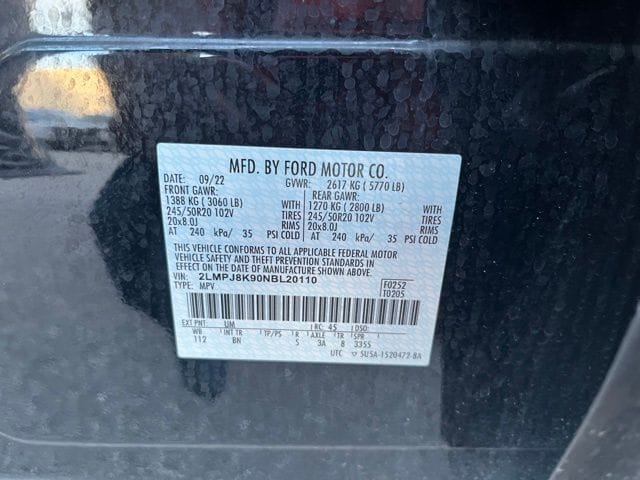 MFD. BY FORD MOTOR CO.
DATE: 09/22 GVWR: 2617 KG ( 5770 LB)
FRONT GAWR: REAR GAWR:
1388 KG ( 3060 LB) WITH 1270 KG ( 2800 LB) WITH
245/50R20 102V TIRES 245/50R20 102V TIRES
20x8.0J RIMS 20x8.0J RIMS
AT 240 kPa/ 35 PSI COLD AT 240 kPa/ 35 PSI COLD
THIS VEHICLE CONFORMS TO ALL APPLICABLE FEDERAL MOTOR
VEHICLE SAFETY AND THEFT PREVENTION STANDARDS IN
EFFECT ON THE DATE OF MANUFACTURE SHOWN ABOVE.
VIN: 2LMPJ8K90NBL20110 F0252
TYPE: MPV T0205
EXT PNT: UM RC: 45 DSO:
WB INT TR TP/PS R AXLE TR SPR
112 BN S 3A 8 3355
UTC ▽ 5U5A-1520472-BA